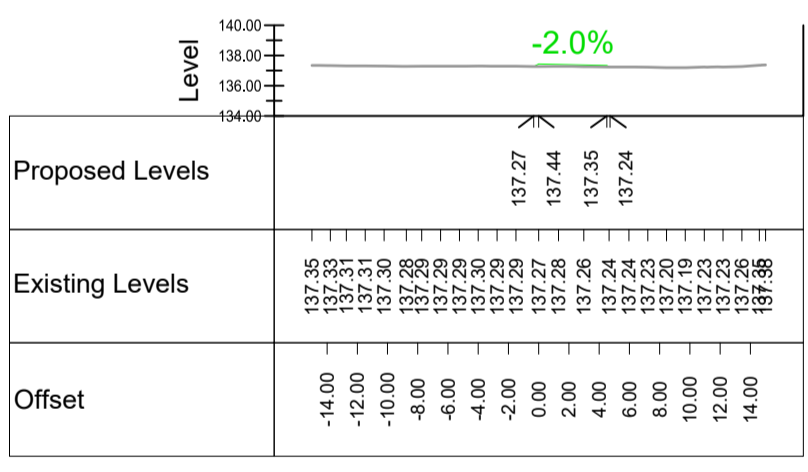 140.00
138.00
136.00
134.00
Level
-2.0%
Proposed Levels
137.27 137.44 137.35 137.24
Existing Levels
137.35 137.33 137.31 137.31 137.30 137.28 137.29 137.29 137.29 137.30 137.29 137.29 137.27 137.28 137.26 137.24 137.24 137.23 137.20 137.19 137.23 137.23 137.26
Offset
-14.00 -12.00 -10.00 -8.00 -6.00 -4.00 -2.00 0.00 2.00 4.00 6.00 8.00 10.00 12.00 14.00